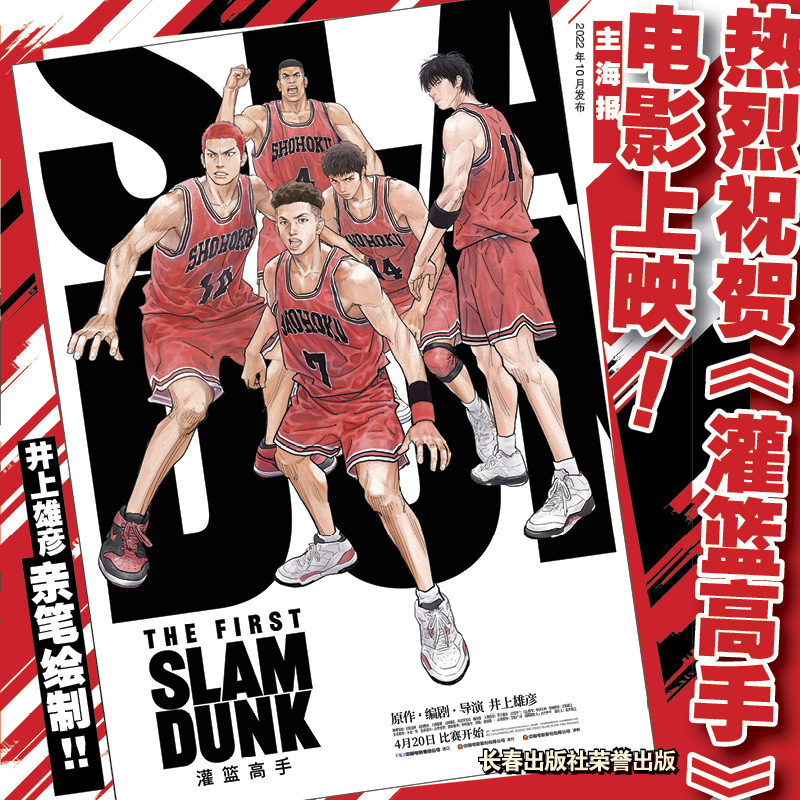 热烈祝贺《灌篮高手》
电影上映!
主海报
2022年10月发布
SLA
DUN
SHOHOKU
4
SHOHOKU
10
SHOHOKU
14
11
SHOHOKU
7
井上雄彦 亲笔绘制!!
THE FIRST
SLAM
DUNK
灌篮高手
原作·编剧·导演 井上雄彦
4月20日 比赛开始
长春出版社荣誉出版